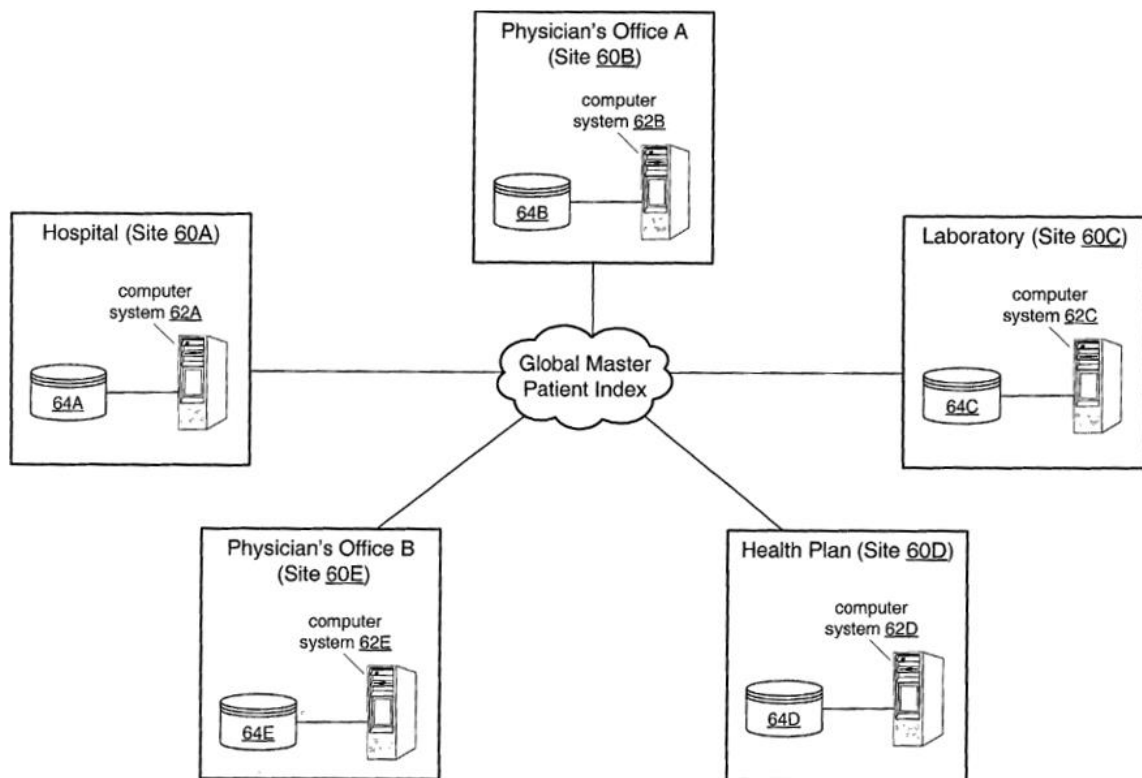 Physician's Office A
(Site 60B)
computer
system 62B
64B
Hospital (Site 60A)
computer
system 62A
64A
Laboratory (Site 60C)
computer
system 62C
64C
Global Master
Patient Index
Physician's Office B
(Site 60E)
computer
system 62E
64E
Health Plan (Site 60D)
computer
system 62D
64D